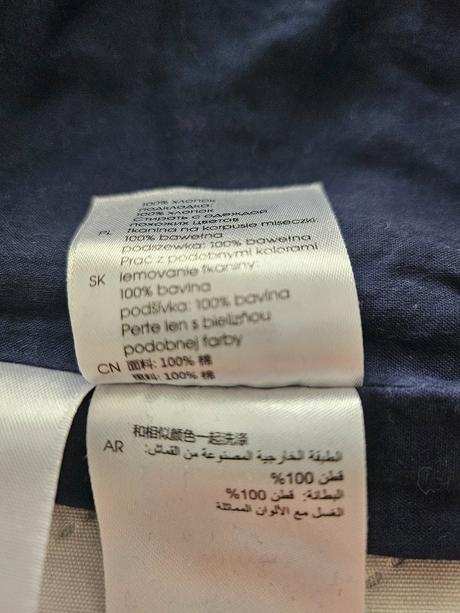 100% хлопок
подкладка:
100% хлопок
Стирать с одеждой
похожих цветов
PL tkanina na korpusie miseczki:
100% bawełna
podszewka: 100% bawełna
Prać z podobnymi kolorami
SK lemovanie tkaniny:
100% bavlna
podšívka: 100% bavlna
Perte len s bielizňou
podobnej farby
CN 面料: 100% 棉
面料: 100% 棉
和相似颜色一起洗涤
AR الطبقة الخارجية المصنوعة من القماش:
قطن 100%
البطانة: قطن 100%
الغسل مع الألوان المماثلة